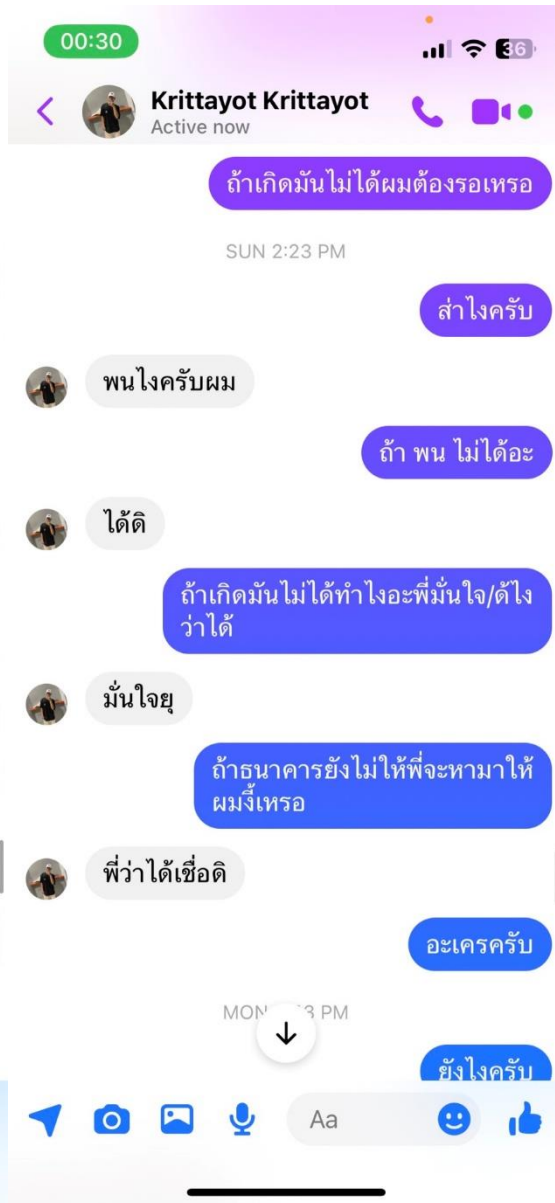 00:30
36
Krittayot Krittayot
Active now
ถ้าเกิดมันไม่ได้ผมต้องรอเหรอ
SUN 2:23 PM
ส่าไงครับ
พนไงครับผม
ถ้า พน ไม่ได้อะ
ได้ดิ
ถ้าเกิดมันไม่ได้ทำไงอะพี่มั่นใจ/ด้ไง
ว่าได้
มั่นใจยุ
ถ้าธนาคารยังไม่ให้พี่จะหามาให้
ผมงี้เหรอ
พี่ว่าได้เชื่อดิ
อะเครครับ
MON 3 PM
ยังไงครับ
Aa